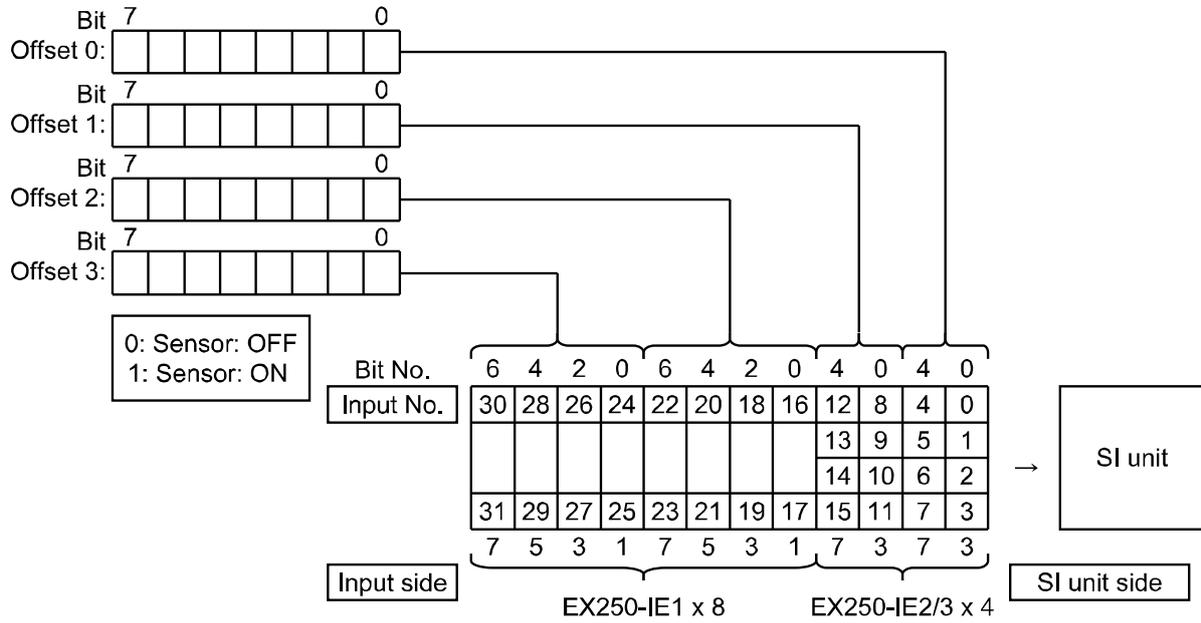 Bit 7 0
Offset 0:
Bit 7 0
Offset 1:
Bit 7 0
Offset 2:
Bit 7 0
Offset 3:
0: Sensor: OFF
1: Sensor: ON
Bit No. 6 4 2 0 6 4 2 0 4 0 4 0
Input No. 30 28 26 24 22 20 18 16 12 8 4 0
13 9 5 1
14 10 6 2
→ SI unit
31 29 27 25 23 21 19 17 15 11 7 3
7 5 3 1 7 5 3 1 7 3 7 3
Input side SI unit side
EX250-IE1 x 8 EX250-IE2/3 x 4